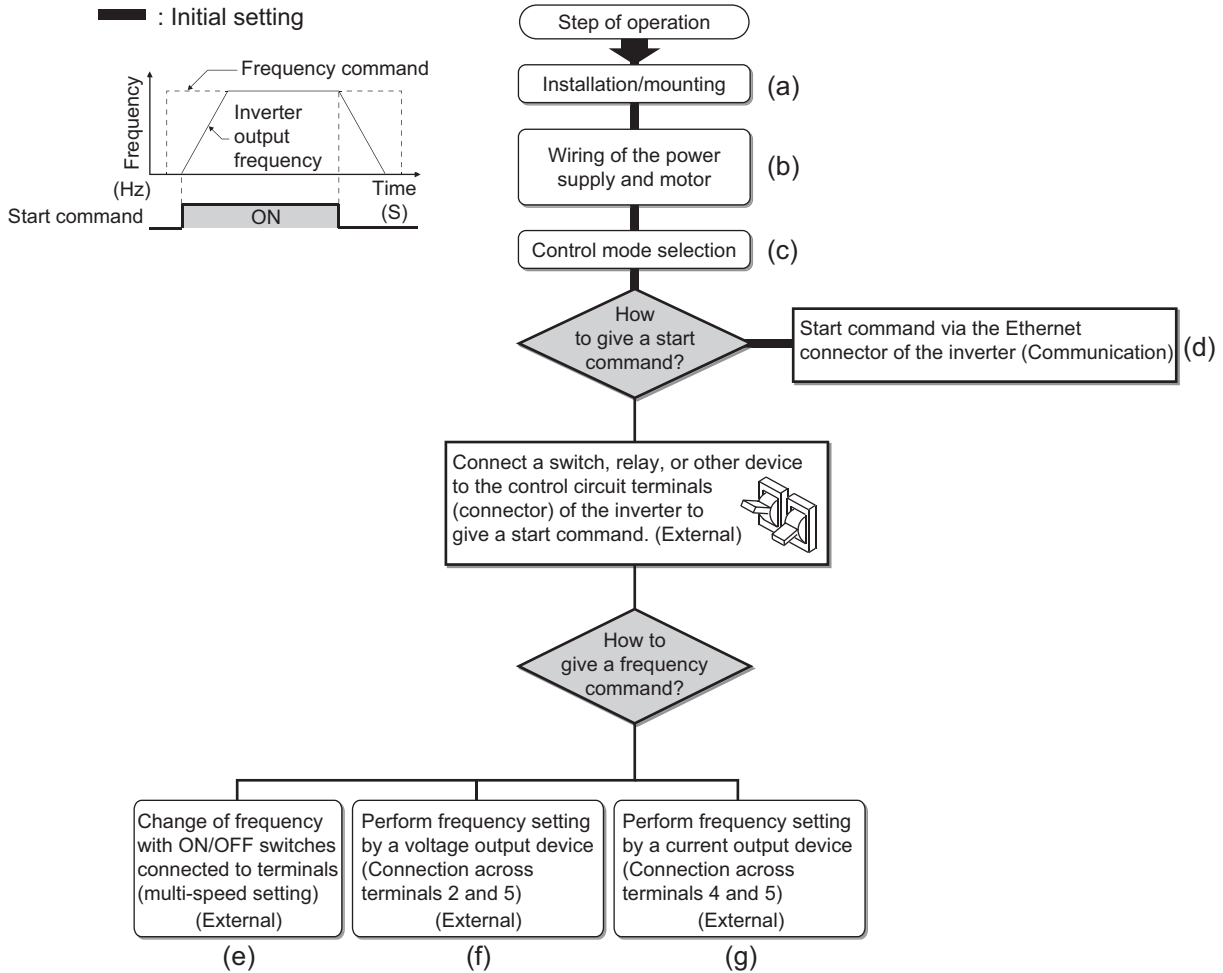 : Initial setting
Frequency command
Inverter
output
frequency
Frequency
(Hz)
Time
(S)
Start command
ON
Step of operation
Installation/mounting
(a)
Wiring of the power
supply and motor
(b)
Control mode selection
(c)
How
to give a start
command?
Start command via the Ethernet
connector of the inverter (Communication)
(d)
Connect a switch, relay, or other device
to the control circuit terminals
(connector) of the inverter to
give a start command. (External)
How to
give a frequency
command?
Change of frequency
with ON/OFF switches
connected to terminals
(multi-speed setting)
(External)
(e)
Perform frequency setting
by a voltage output device
(Connection across
terminals 2 and 5)
(External)
(f)
Perform frequency setting
by a current output device
(Connection across
terminals 4 and 5)
(External)
(g)